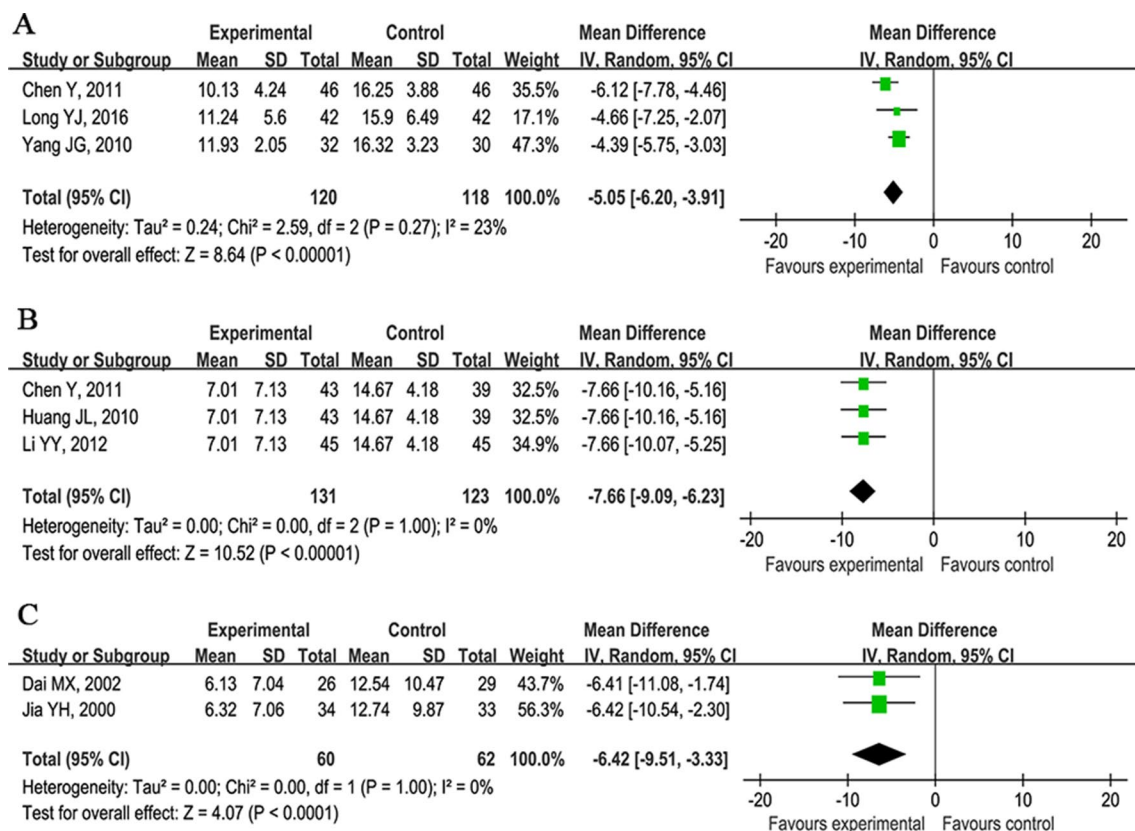 A
Experimental Control Mean Difference Mean Difference
Study or Subgroup Mean SD Total Mean SD Total Weight IV, Random, 95% CI IV, Random, 95% CI
Chen Y, 2011 10.13 4.24 46 16.25 3.88 46 35.5% -6.12 [-7.78, -4.46]
Long YJ, 2016 11.24 5.6 42 15.9 6.49 42 17.1% -4.66 [-7.25, -2.07]
Yang JG, 2010 11.93 2.05 32 16.32 3.23 30 47.3% -4.39 [-5.75, -3.03]
Total (95% CI) 120 118 100.0% -5.05 [-6.20, -3.91]
Heterogeneity: Tau² = 0.24; Chi² = 2.59, df = 2 (P = 0.27); I² = 23%
Test for overall effect: Z = 8.64 (P < 0.00001)
-20 -10 0 10 20
Favours experimental Favours control
B
Experimental Control Mean Difference Mean Difference
Study or Subgroup Mean SD Total Mean SD Total Weight IV, Random, 95% CI IV, Random, 95% CI
Chen Y, 2011 7.01 7.13 43 14.67 4.18 39 32.5% -7.66 [-10.16, -5.16]
Huang JL, 2010 7.01 7.13 43 14.67 4.18 39 32.5% -7.66 [-10.16, -5.16]
Li YY, 2012 7.01 7.13 45 14.67 4.18 45 34.9% -7.66 [-10.07, -5.25]
Total (95% CI) 131 123 100.0% -7.66 [-9.09, -6.23]
Heterogeneity: Tau² = 0.00; Chi² = 0.00, df = 2 (P = 1.00); I² = 0%
Test for overall effect: Z = 10.52 (P < 0.00001)
-20 -10 0 10 20
Favours experimental Favours control
C
Experimental Control Mean Difference Mean Difference
Study or Subgroup Mean SD Total Mean SD Total Weight IV, Random, 95% CI IV, Random, 95% CI
Dai MX, 2002 6.13 7.04 26 12.54 10.47 29 43.7% -6.41 [-11.08, -1.74]
Jia YH, 2000 6.32 7.06 34 12.74 9.87 33 56.3% -6.42 [-10.54, -2.30]
Total (95% CI) 60 62 100.0% -6.42 [-9.51, -3.33]
Heterogeneity: Tau² = 0.00; Chi² = 0.00, df = 1 (P = 1.00); I² = 0%
Test for overall effect: Z = 4.07 (P < 0.0001)
-20 -10 0 10 20
Favours experimental Favours control